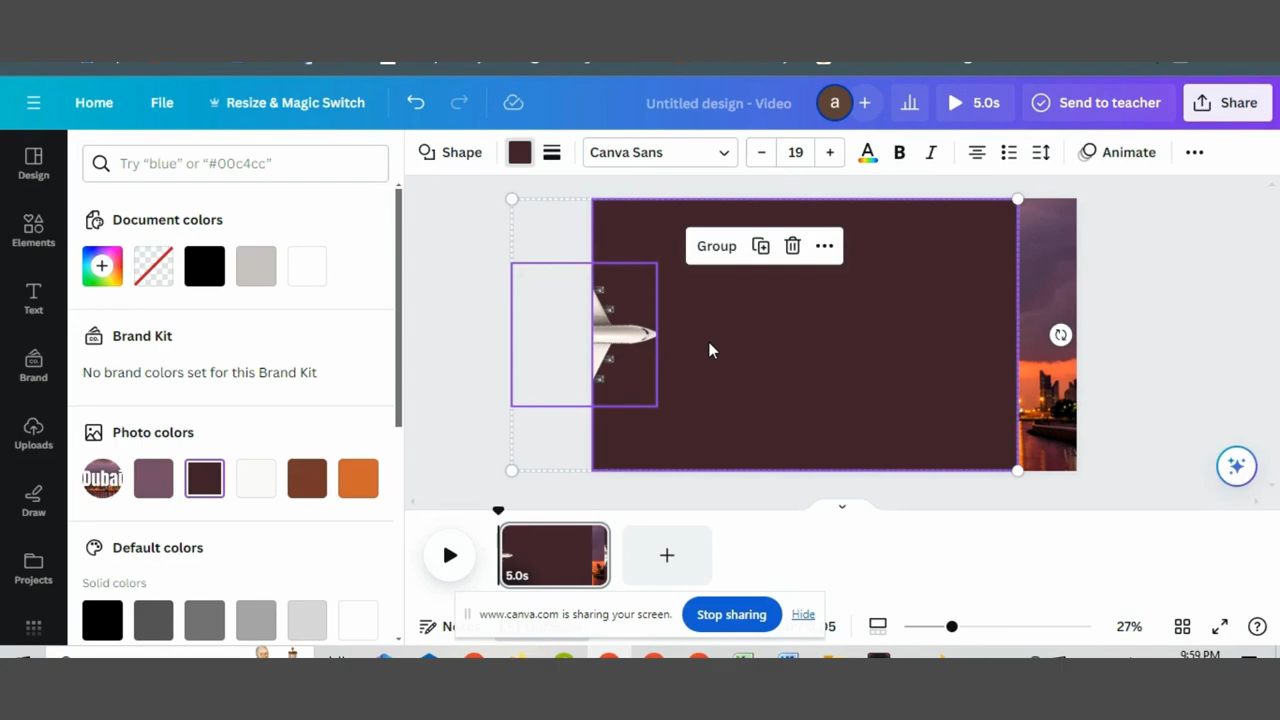 Home File Resize & Magic Switch Untitled design - Video a 5.0s Send to teacher Share
Design
Elements
Text
Brand
Uploads
Draw
Projects
Try “blue” or “#00c4cc”
Document colors
Brand Kit
No brand colors set for this Brand Kit
Photo colors
Dubai
Default colors
Solid colors
Shape Canva Sans 19 A B I Animate
Group
5.0s
www.canva.com is sharing your screen. Stop sharing Hide
27%
9:59 PM